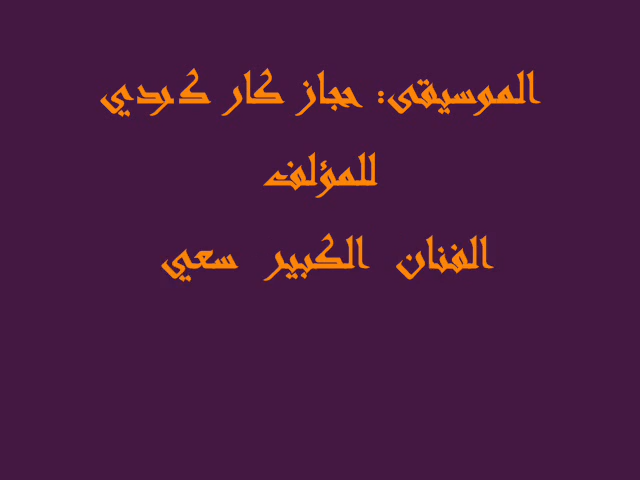 الموسيقى: حجاز كار كردي
للمؤلف
الفنان الكبير سعي